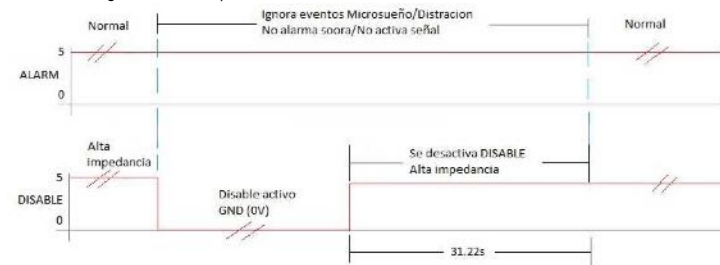 Normal
Ignora eventos Microsueño/Distracion
No alarma soora/No activa señal
Normal
5
ALARM
0
Alta
impedancia
5
DISABLE
0
Disable activo
GND (0V)
Se desactiva DISABLE
Alta impedancia
31.22s